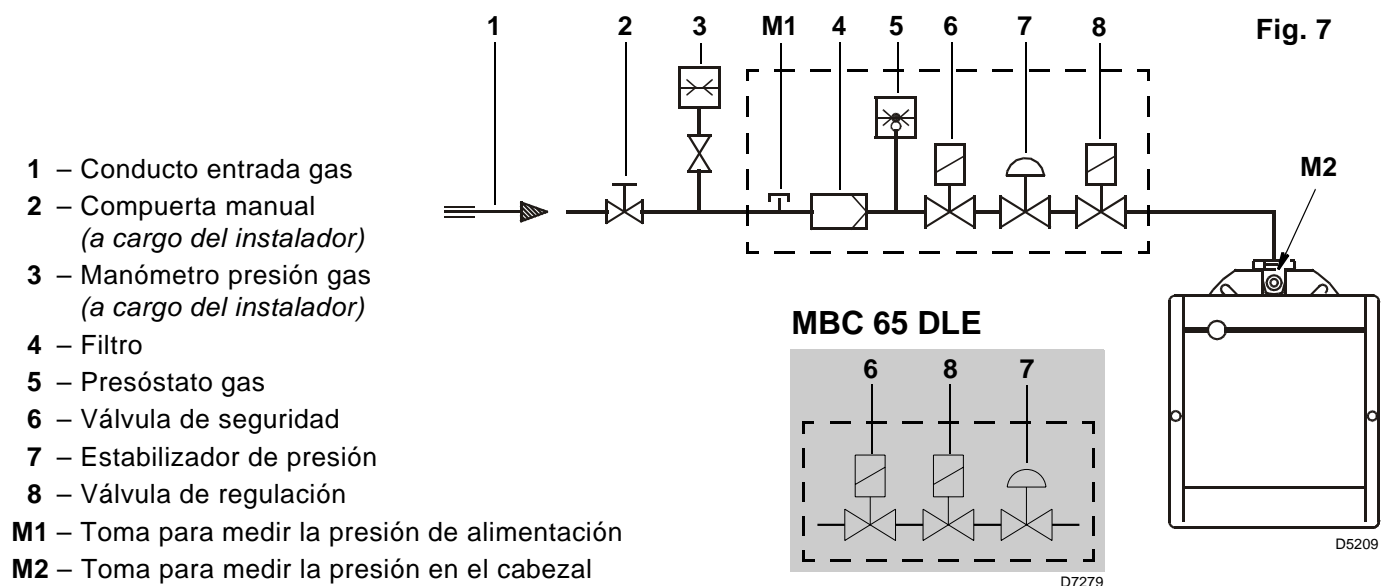 1 2 3 M1 4 5 6 7 8 Fig. 7
M2
1 – Conducto entrada gas
2 – Compuerta manual
(a cargo del instalador)
3 – Manómetro presión gas
(a cargo del instalador)
4 – Filtro
5 – Presóstato gas
6 – Válvula de seguridad
7 – Estabilizador de presión
8 – Válvula de regulación
M1 – Toma para medir la presión de alimentación
M2 – Toma para medir la presión en el cabezal
MBC 65 DLE
6 8 7
D7279
D5209